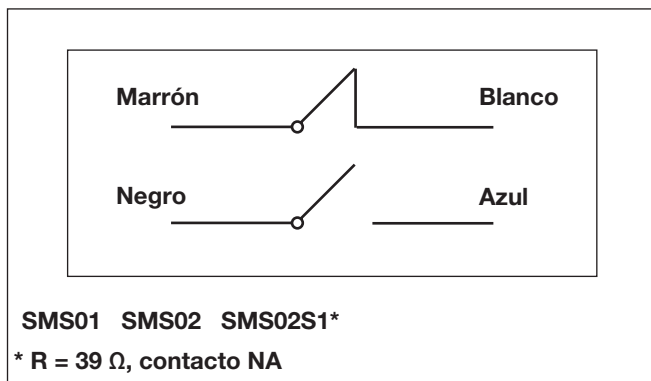 Marrón Blanco
Negro Azul
SMS01 SMS02 SMS02S1*
* R = 39 Ω, contacto NA